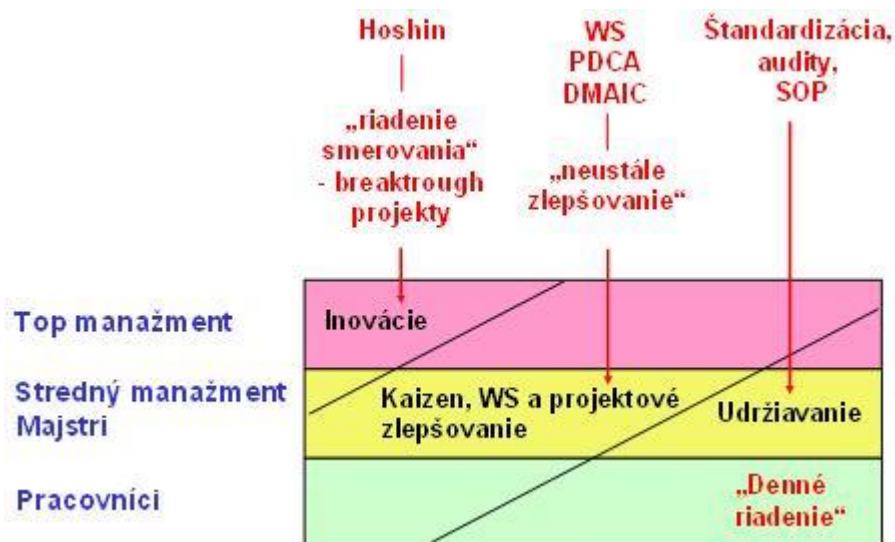 Hoshin
„riadenie
smerovania“
- breaktrough
projekty
WS
PDCA
DMAIC
„neustále
zlepšovanie“
Štandardizácia,
audity,
SOP
Top manažment
Inovácie
Stredný manažment
Majstri
Kaizen, WS a projektové
zlepšovanie
Udržiavanie
Pracovníci
„Denné
riadenie“